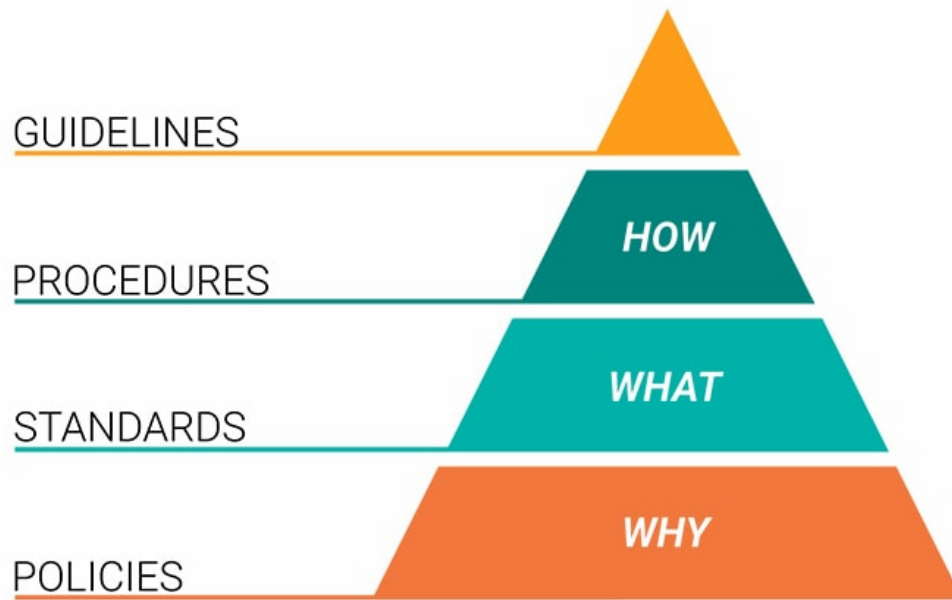 GUIDELINES
HOW
PROCEDURES
WHAT
STANDARDS
WHY
POLICIES